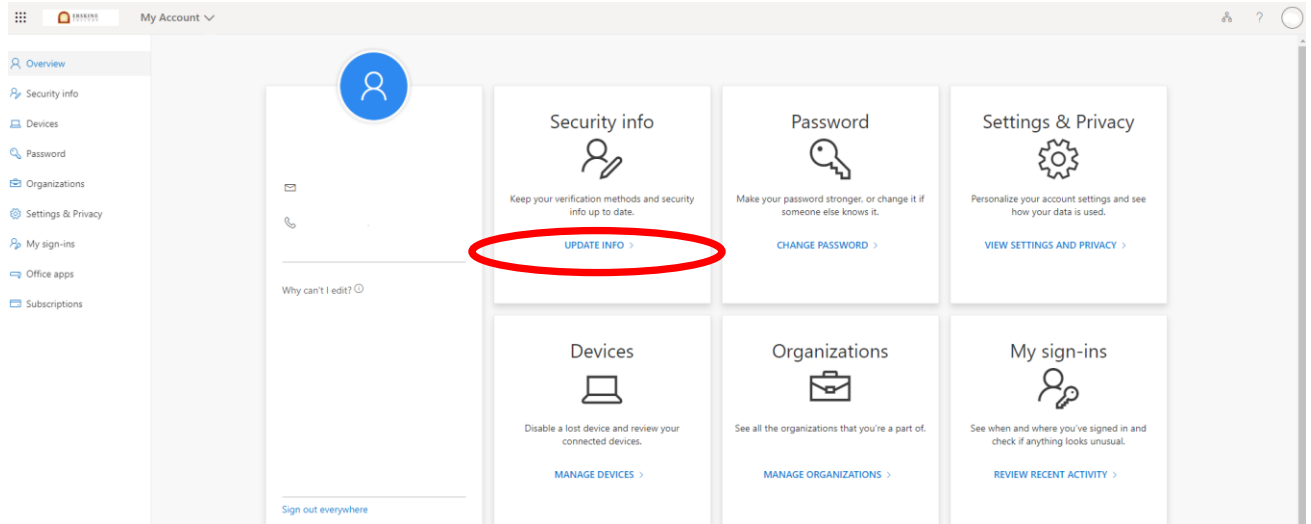 ERSKINE
My Account
?
Overview
Security info
Devices
Password
Organizations
Settings & Privacy
My sign-ins
Office apps
Subscriptions
Why can't I edit?
Sign out everywhere
Security info
Keep your verification methods and security
info up to date.
UPDATE INFO >
Password
Make your password stronger, or change it if
someone else knows it.
CHANGE PASSWORD >
Settings & Privacy
Personalize your account settings and see
how your data is used.
VIEW SETTINGS AND PRIVACY >
Devices
Disable a lost device and review your
connected devices.
MANAGE DEVICES >
Organizations
See all the organizations that you're a part of.
MANAGE ORGANIZATIONS >
My sign-ins
See when and where you've signed in and
check if anything looks unusual.
REVIEW RECENT ACTIVITY >